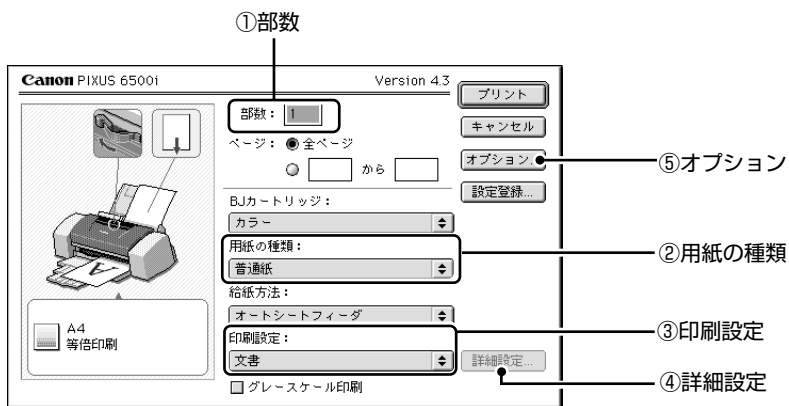 ①部数
Canon PIXUS 6500i Version 4.3
部数： 1
プリント
ページ： 全ページ
キャンセル
から
オプション...
⑤オプション
設定登録...
BJカートリッジ：
カラー
用紙の種類：
普通紙
②用紙の種類
給紙方法：
オートシートフィーダ
A4
等倍印刷
印刷設定：
③印刷設定
文書
詳細設定...
④詳細設定
グレースケール印刷